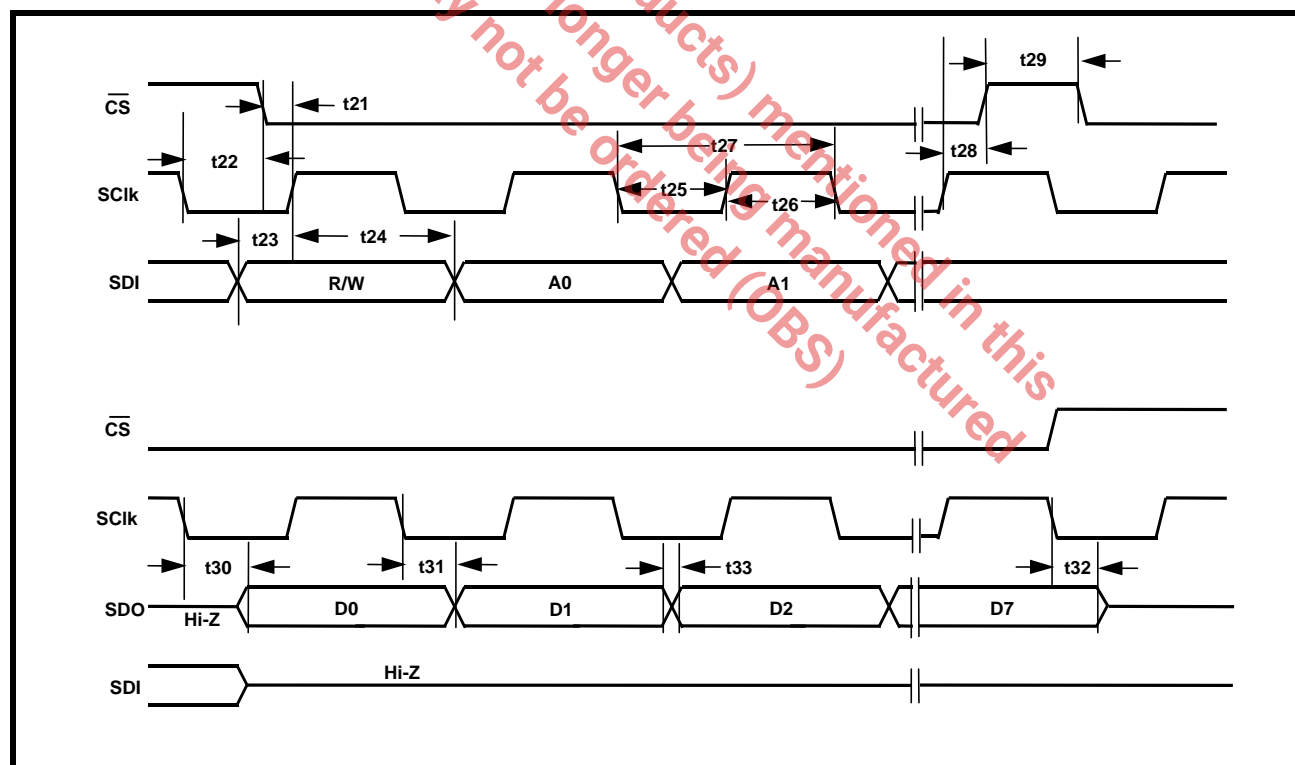 ucts) mentioned in this
longer being manufactured
y not be ordered (OBS)
t29
CS
t21
t28
t22
t27
SClk
t25
t26
t23
t24
SDI
R/W
A0
A1
CS
SClk
t30
t31
t33
t32
SDO
Hi-Z
D0
D1
D2
D7
SDI
Hi-Z